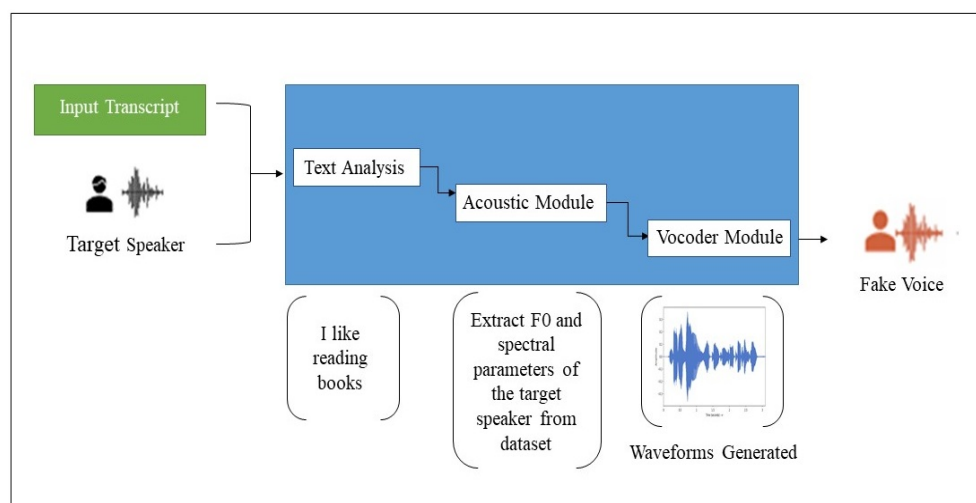 Input Transcript
Target Speaker
Text Analysis
Acoustic Module
Vocoder Module
Fake Voice
I like
reading
books
Extract F0 and
spectral
parameters of
the target
speaker from
dataset
Waveforms Generated